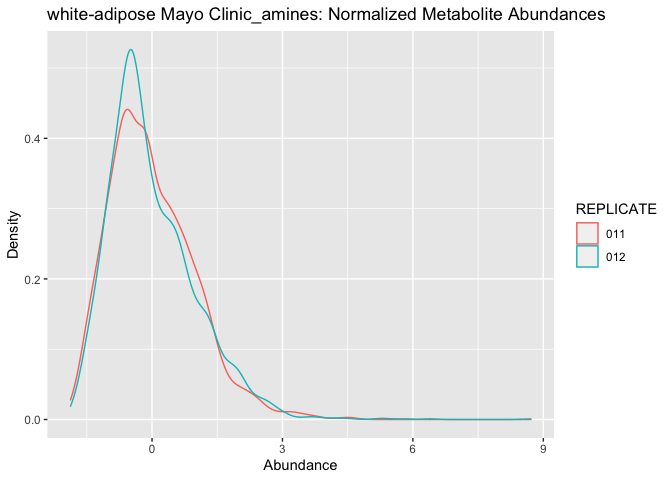 white-adipose Mayo Clinic_amines: Normalized Metabolite Abundances
Density
0.4
0.2
0.0
0
3
6
9
Abundance
REPLICATE
011
012